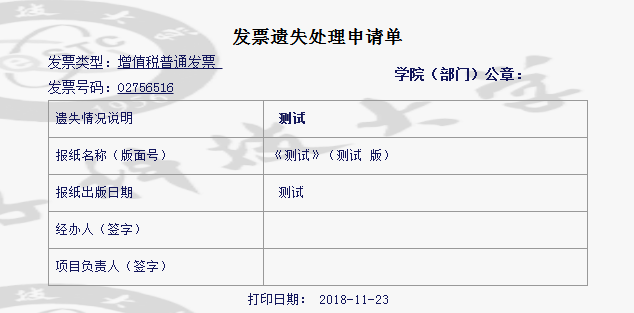 发票遗失处理申请单
发票类型：增值税普通发票
学院（部门）公章：
发票号码：02756516
遗失情况说明 测试
报纸名称（版面号） 《测试》（测试 版）
报纸出版日期 测试
经办人（签字）
项目负责人（签字）
打印日期： 2018-11-23